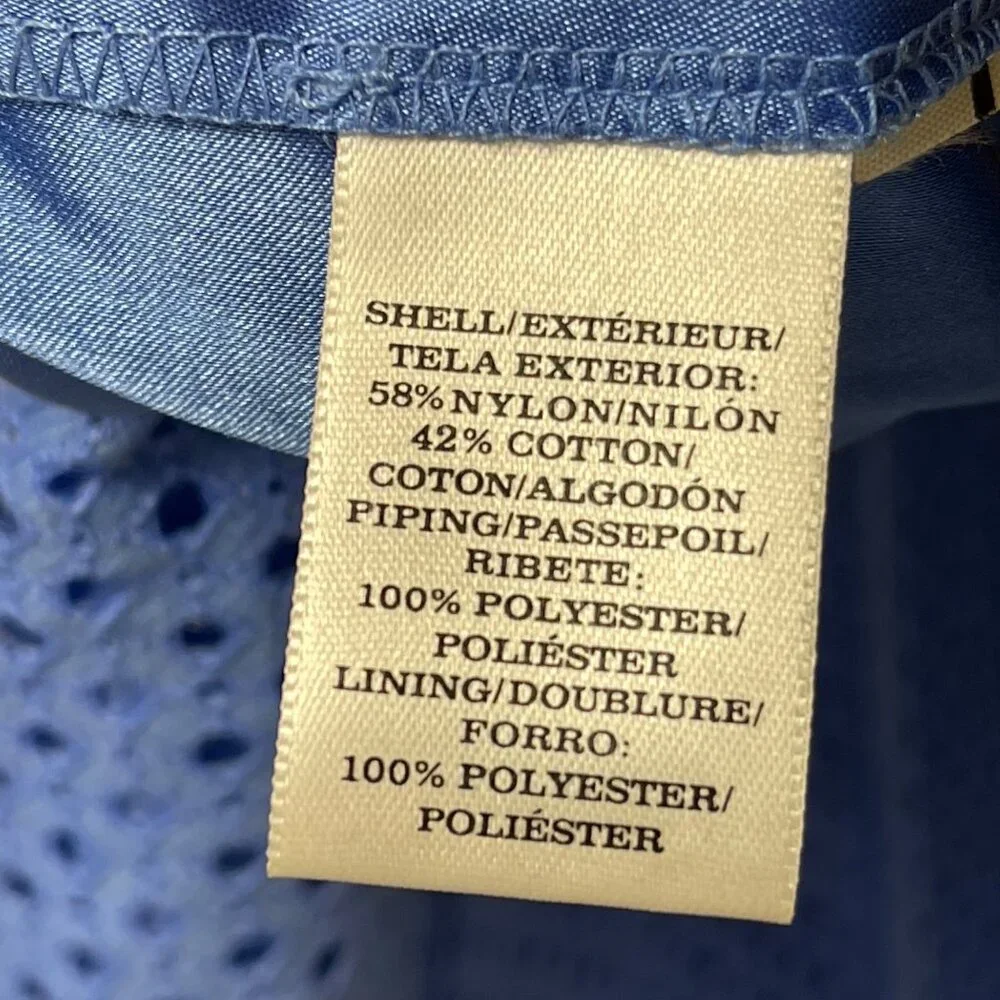 SHELL/EXTÉRIEUR/
TELA EXTERIOR:
58% NYLON/NILÓN
42% COTTON/
COTON/ALGODÓN
PIPING/PASSEPOIL/
RIBETE:
100% POLYESTER/
POLIÉSTER
LINING/DOUBLURE/
FORRO:
100% POLYESTER/
POLIÉSTER